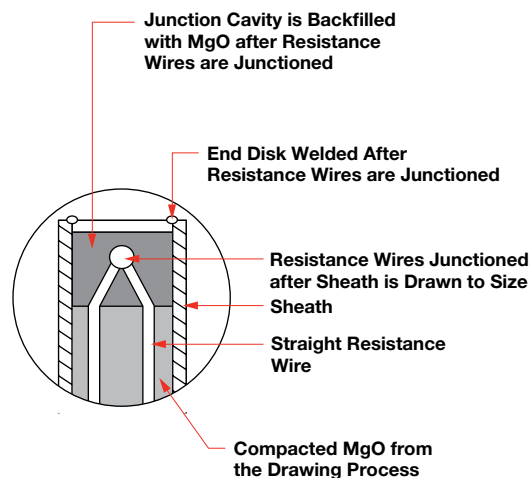 Junction Cavity is Backfilled
with MgO after Resistance
Wires are Junctioned
End Disk Welded After
Resistance Wires are Junctioned
Resistance Wires Junctioned
after Sheath is Drawn to Size
Sheath
Straight Resistance
Wire
Compacted MgO from
the Drawing Process